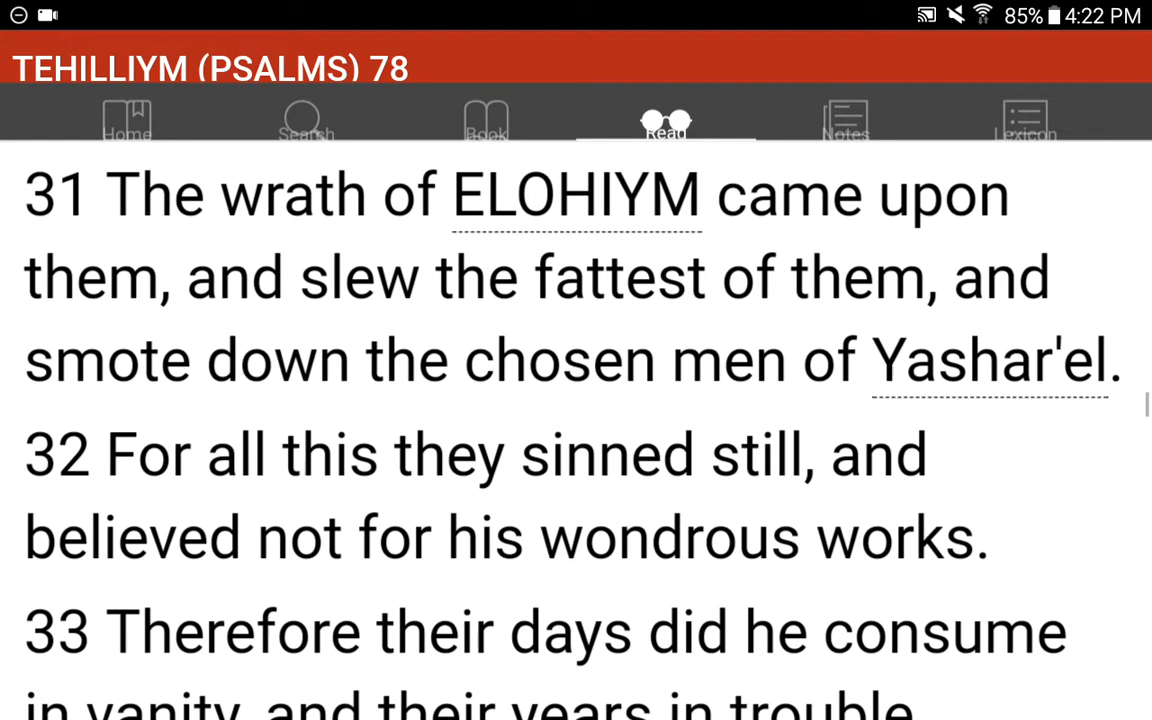 85% 4:22 PM
TEHILLIYM (PSALMS) 78
Home Search Book Read Notes Lexicon
31 The wrath of ELOHIYM came upon
them, and slew the fattest of them, and
smote down the chosen men of Yashar'el.
32 For all this they sinned still, and
believed not for his wondrous works.
33 Therefore their days did he consume
in vanity, and their years in trouble.